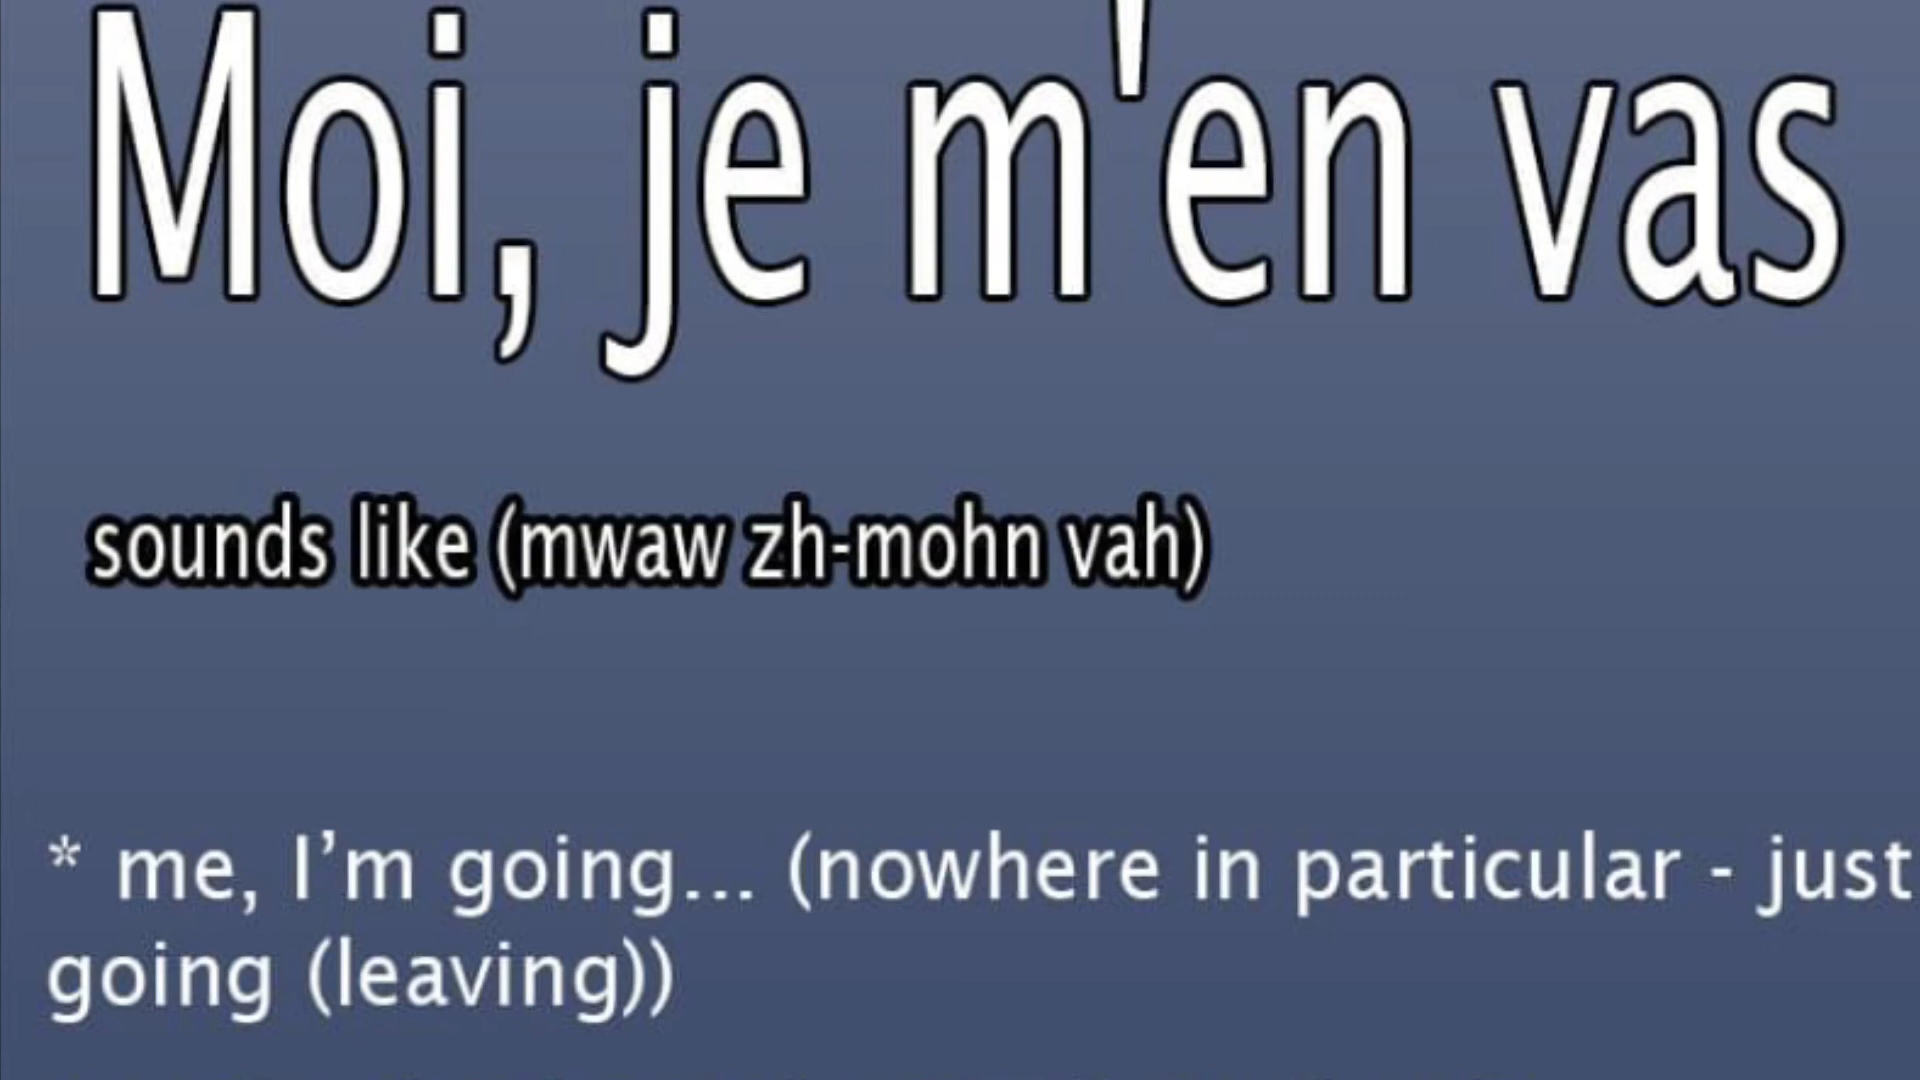 Moi, je m'en vas
sounds like (mwaw zh-mohn vah)
* me, I’m going... (nowhere in particular - just
going (leaving))